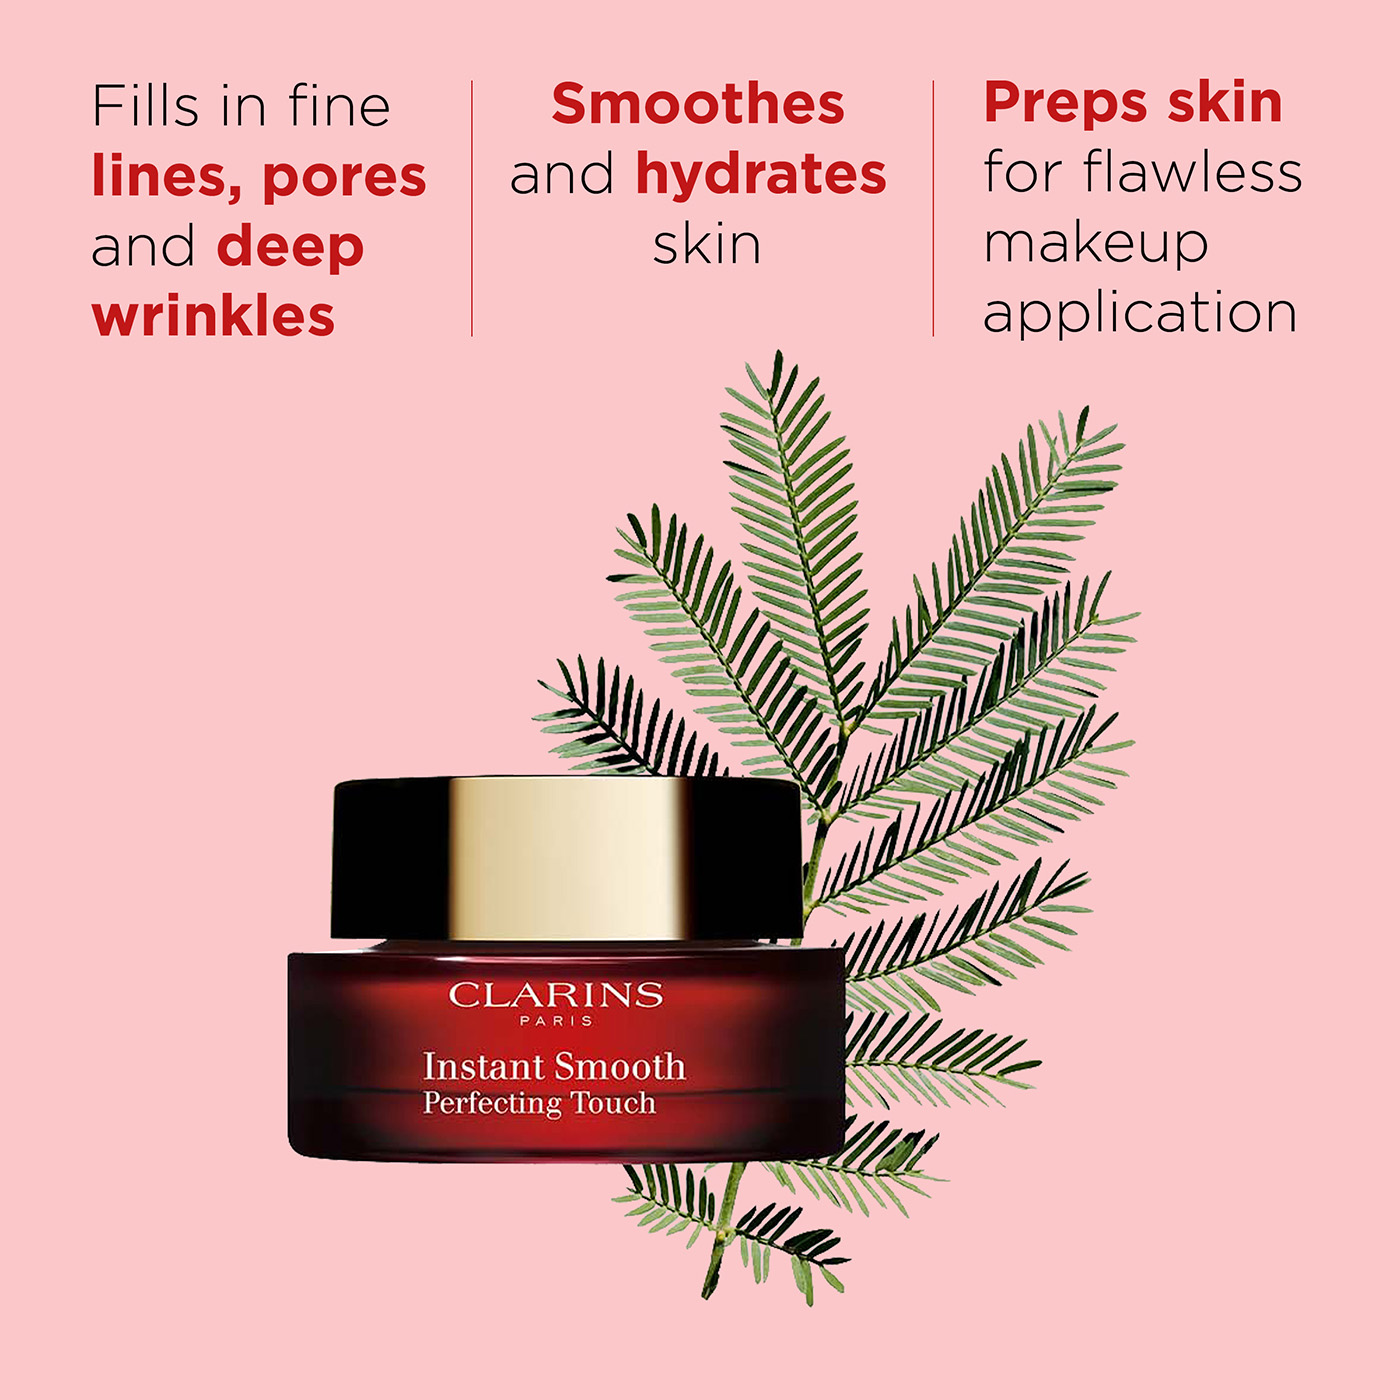 Fills in fine
lines, pores
and deep
wrinkles
Smoothes
and hydrates
skin
Preps skin
for flawless
makeup
application
CLARINS
PARIS
Instant Smooth
Perfecting Touch